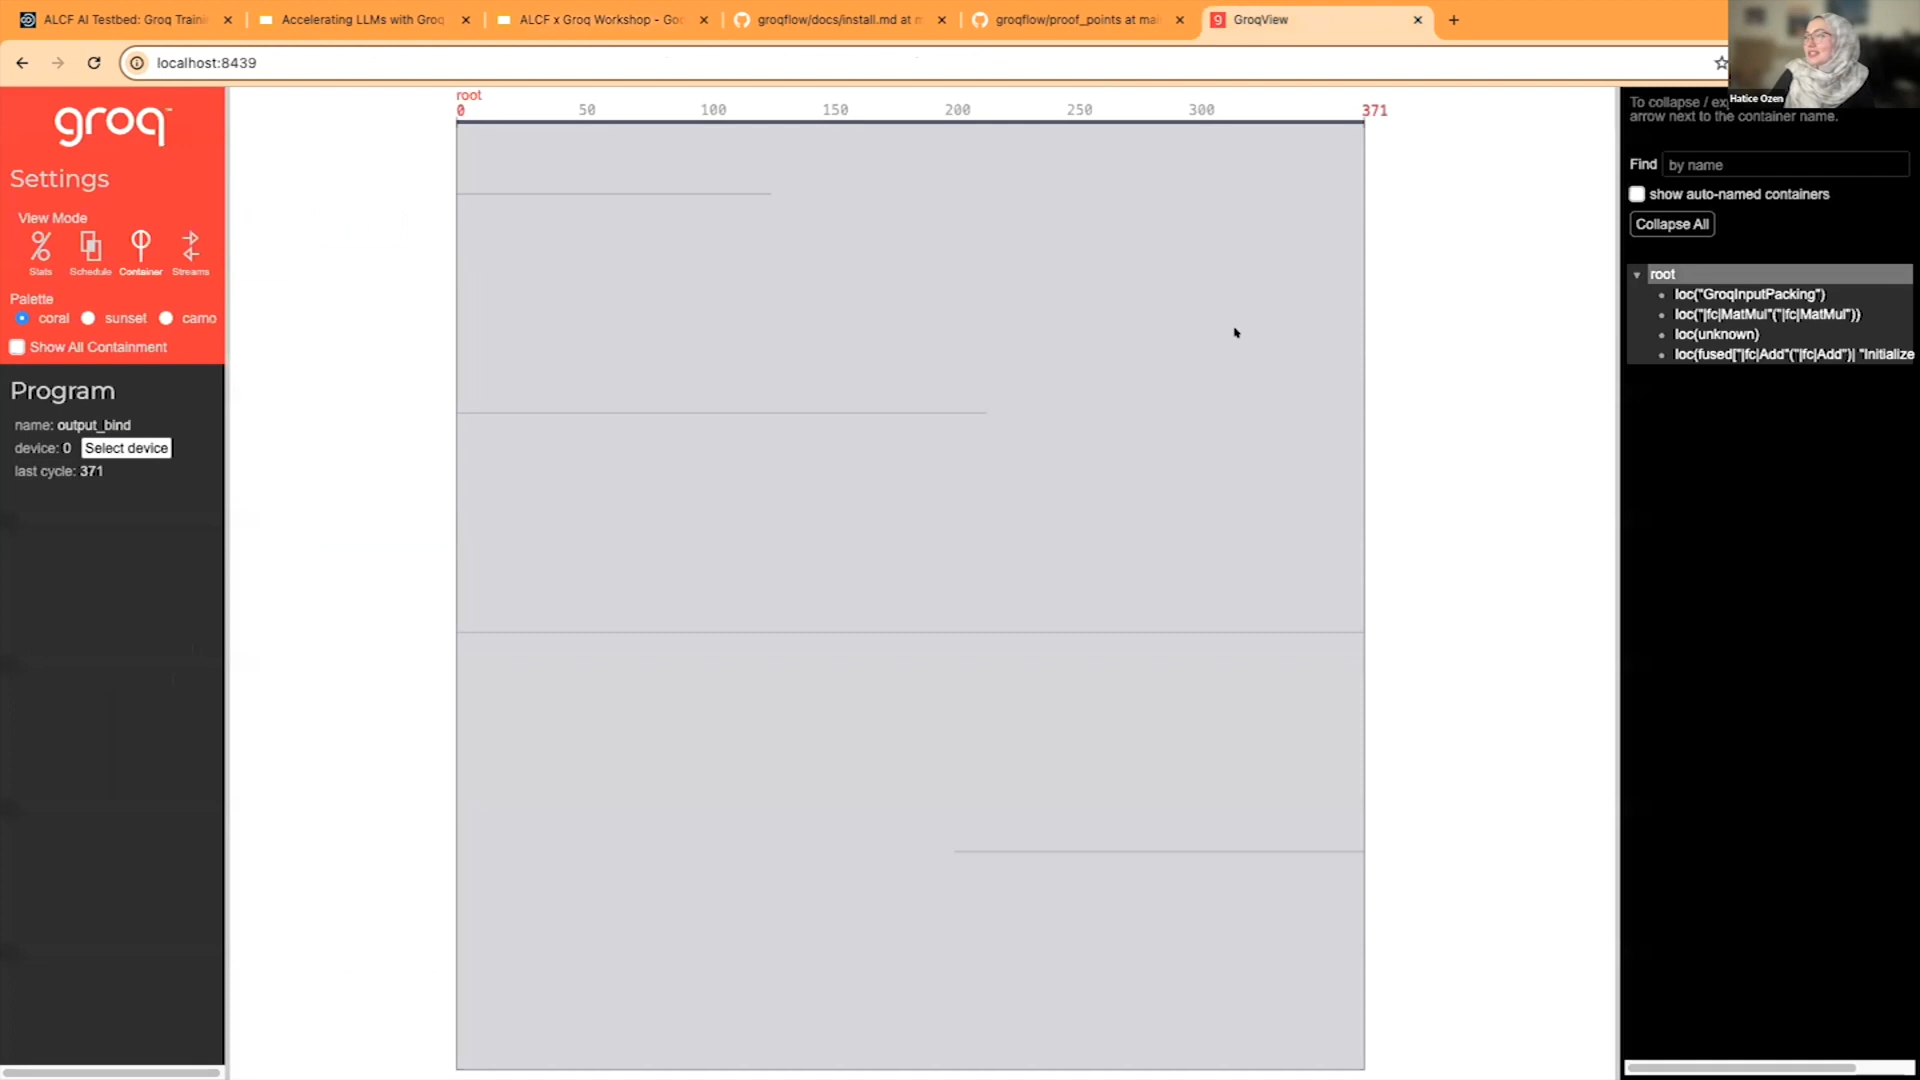 ALCF AI Testbed: Groq Traini
Accelerating LLMs with Groq
ALCF x Groq Workshop - Goo
groqflow/docs/install.md at m
groqflow/proof_points at mai
9 GroqView
localhost:8439
Hatice Ozen
groq™
Settings
View Mode
Stats Schedule Container Streams
Palette
coral sunset camo
Show All Containment
Program
name: output_bind
device: 0 Select device
last cycle: 371
root
0 50 100 150 200 250 300 371
To collapse / ex
arrow next to the container name.
Find by name
show auto-named containers
Collapse All
root
loc("GroqInputPacking")
loc("|fc|MatMul"("|fc|MatMul"))
loc(unknown)
loc(fused["|fc|Add"("|fc|Add")| "Initialize